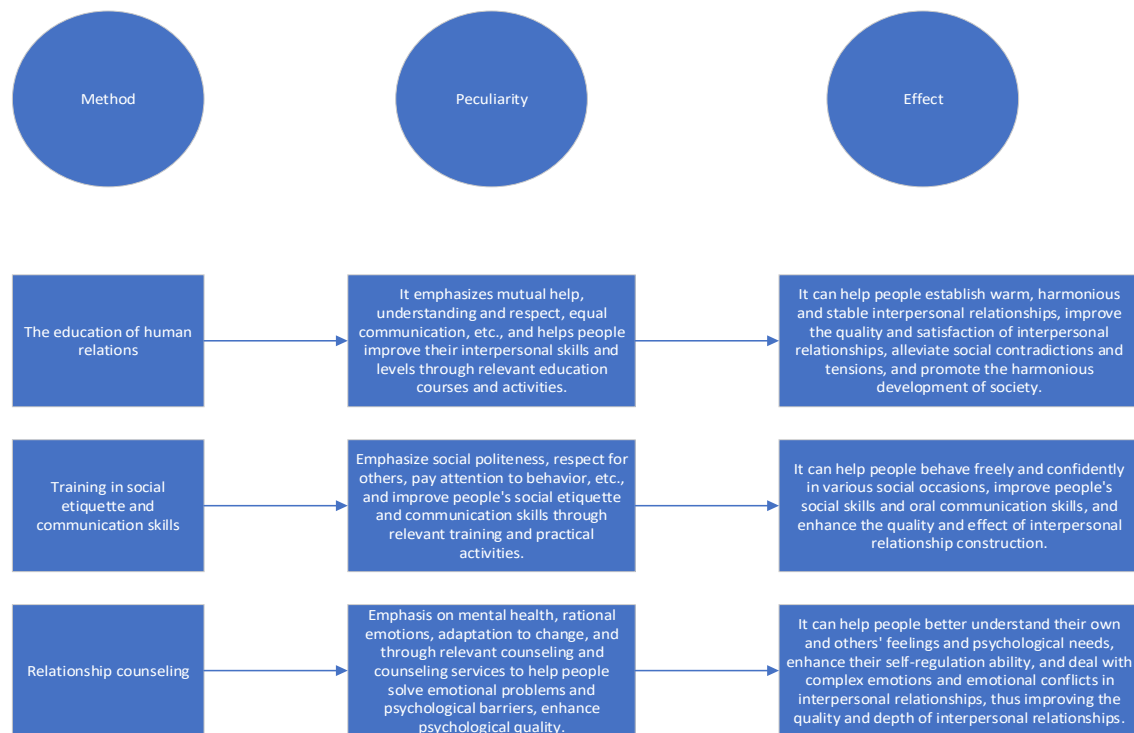 Method
Peculiarity
Effect
The education of human
relations
It emphasizes mutual help,
understanding and respect, equal
communication, etc., and helps people
improve their interpersonal skills and
levels through relevant education
courses and activities.
It can help people establish warm, harmonious
and stable interpersonal relationships, improve
the quality and satisfaction of interpersonal
relationships, alleviate social contradictions and
tensions, and promote the harmonious
development of society.
Training in social
etiquette and
communication skills
Emphasize social politeness, respect for
others, pay attention to behavior, etc.,
and improve people's social etiquette
and communication skills through
relevant training and practical
activities.
It can help people behave freely and confidently
in various social occasions, improve people's
social skills and oral communication skills, and
enhance the quality and effect of interpersonal
relationship construction.
Relationship counseling
Emphasis on mental health, rational
emotions, adaptation to change, and
through relevant counseling and
counseling services to help people
solve emotional problems and
psychological barriers, enhance
psychological quality.
It can help people better understand their own
and others' feelings and psychological needs,
enhance their self-regulation ability, and deal with
complex emotions and emotional conflicts in
interpersonal relationships, thus improving the
quality and depth of interpersonal relationships.